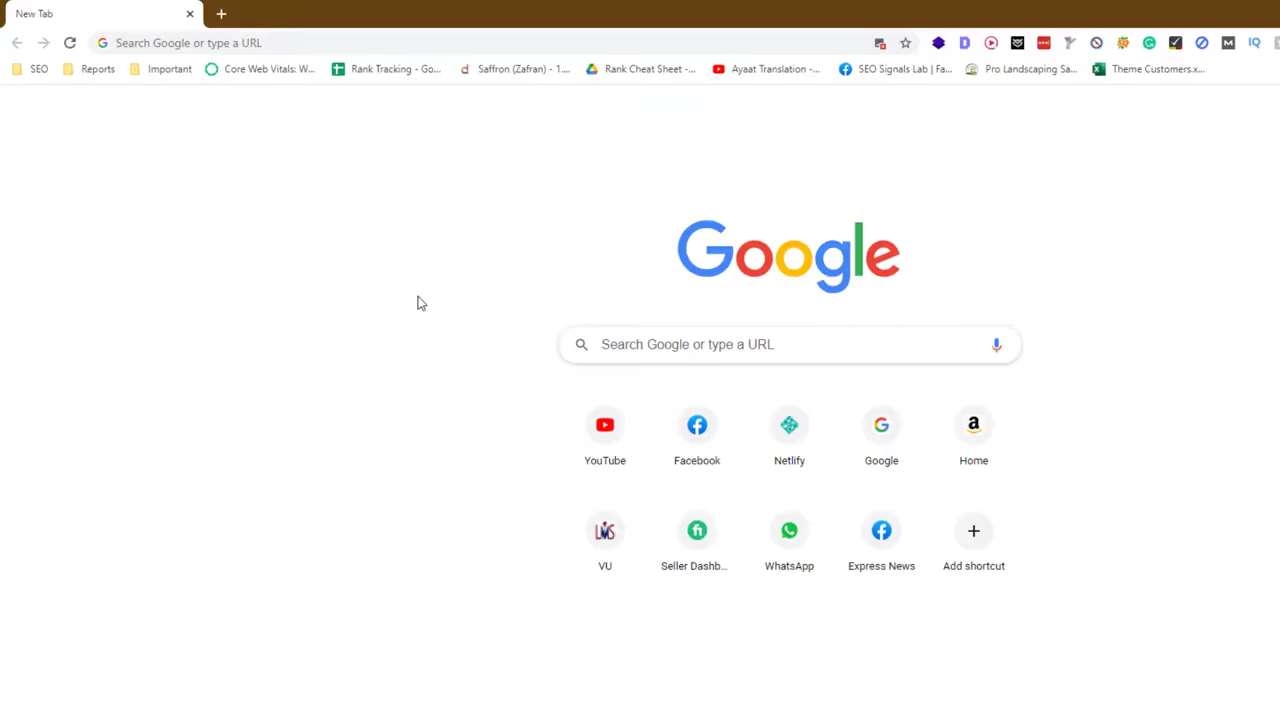 New Tab
Search Google or type a URL
SEO Reports Important Core Web Vitals: W... Rank Tracking - Go... Saffron (Zafran) - 1.... Rank Cheat Sheet -... Ayaat Translation -... SEO Signals Lab | Fa... Pro Landscaping Sa... Theme Customers.x...
Google
Search Google or type a URL
YouTube Facebook Netlify Google Home
VU Seller Dashb... WhatsApp Express News Add shortcut